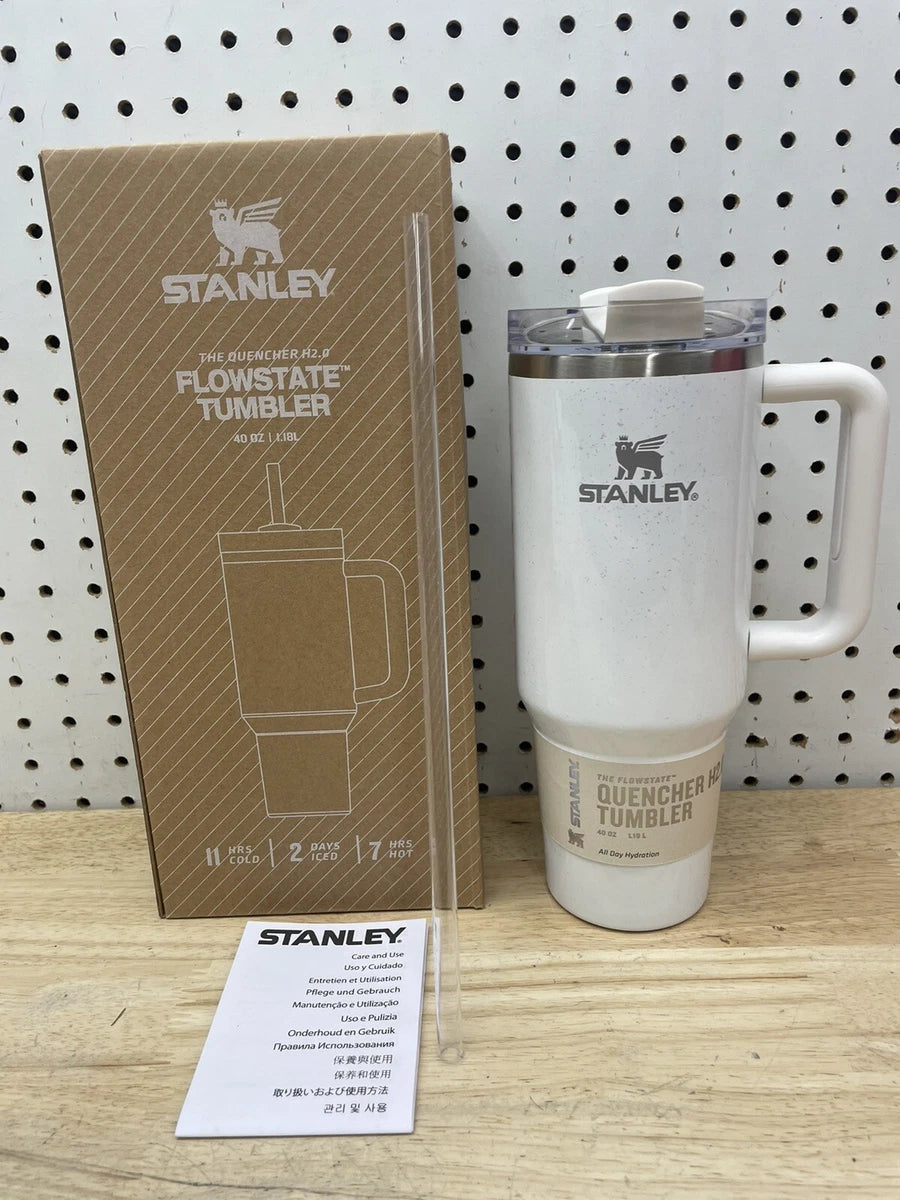 STANLEY
THE QUENCHER H2.0
FLOWSTATE™
TUMBLER
40 OZ | 1.18L
11 HRS COLD | 2 DAYS ICED | 7 HRS HOT
STANLEY®
STANLEY
THE FLOWSTATE™
QUENCHER H2
TUMBLER
40 OZ 1.18 L
All Day Hydration
STANLEY®
Care and Use
Uso y Cuidado
Entretien et Utilisation
Pflege und Gebrauch
Manutenção e Utilização
Uso e Pulizia
Onderhoud en Gebruik
Правила Использования
保養與使用
保养和使用
取り扱いおよび使用方法
관리 및 사용